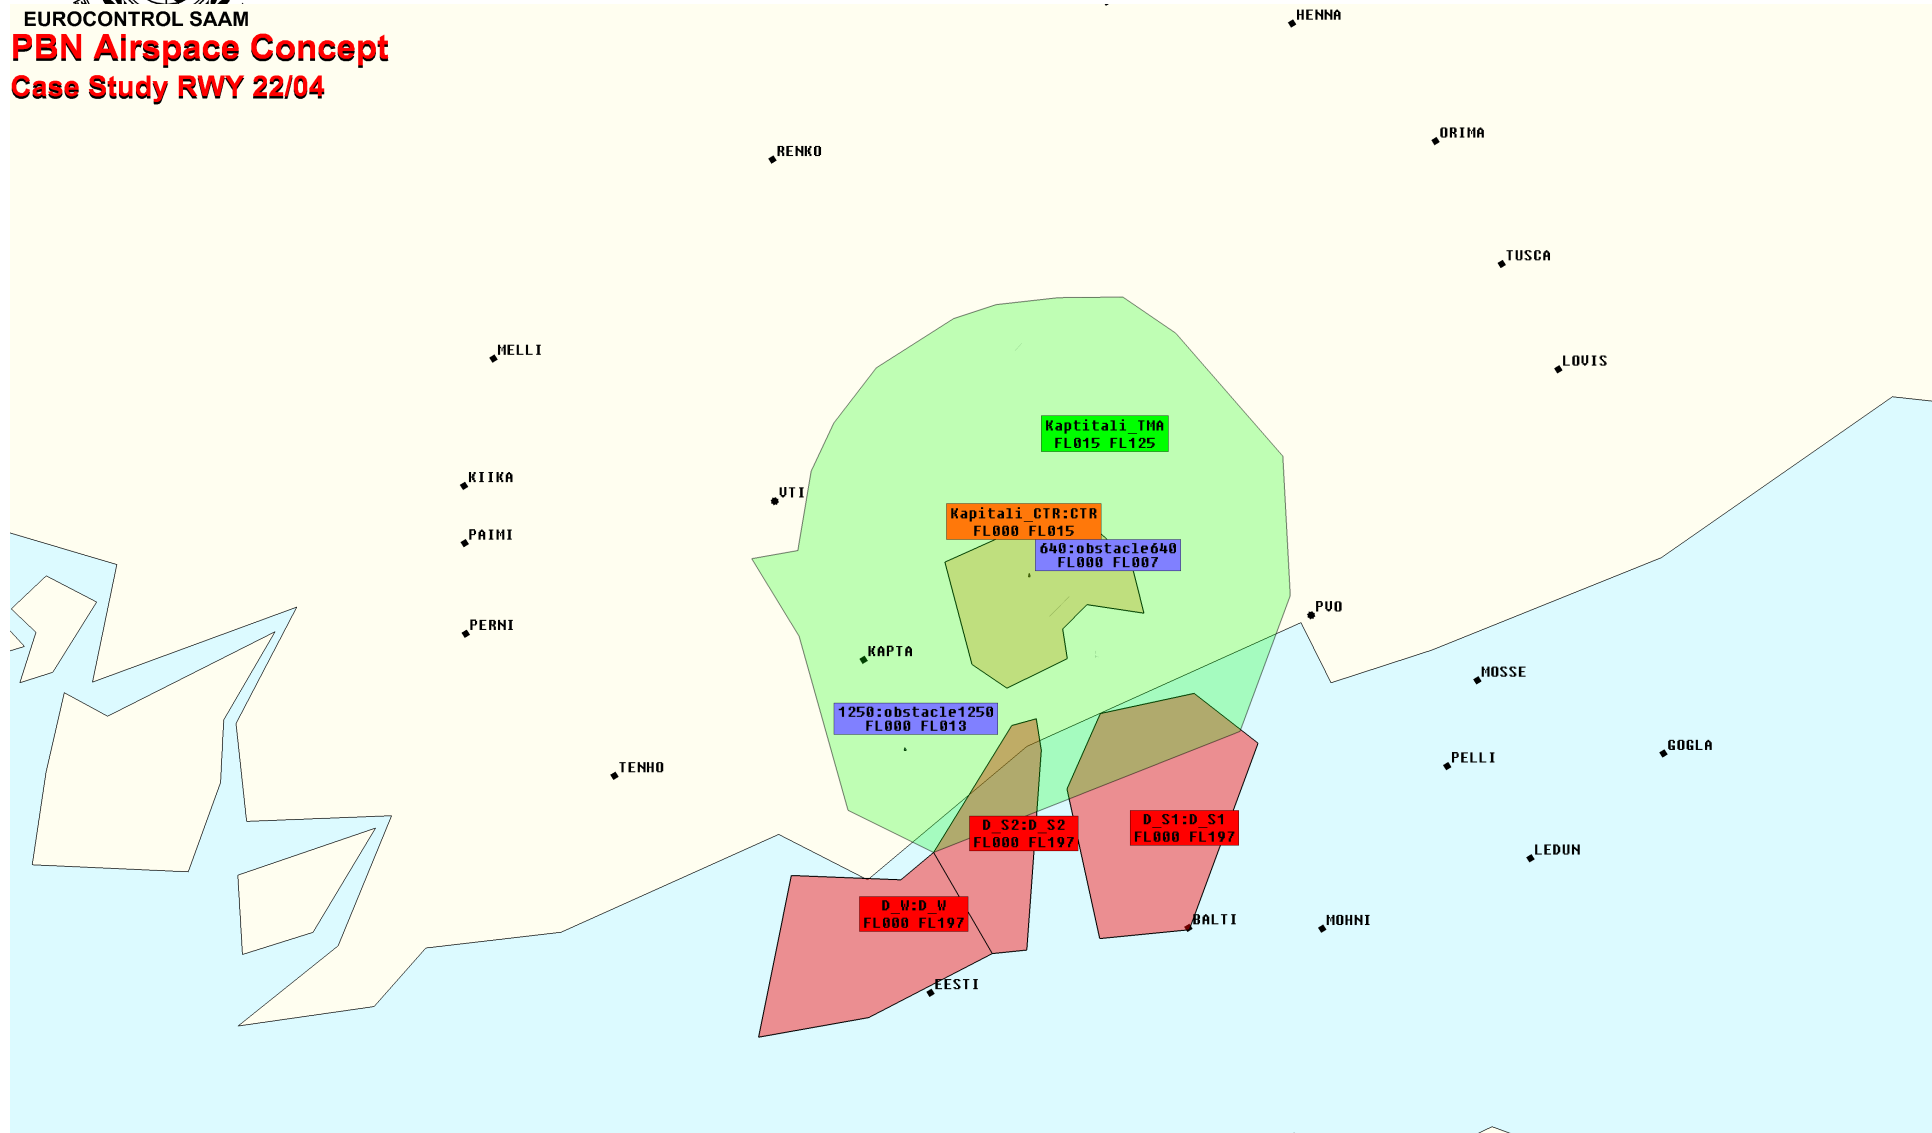 EUROCONTROL SAAM
PBN Airspace Concept
Case Study RWY 22/04
HENNA
ORIMA
RENKO
TUSCA
MELLI
LOVIS
Kaptitali_TMA
FL015 FL125
KIIKA
VTI
Kapitali_CTR:CTR
FL000 FL015
PAIMI
640:obstacle640
FL000 FL007
PVO
PERNI
KAPTA
MOSSE
1250:obstacle1250
FL000 FL013
GOGLA
PELLI
TENHO
D_S2:D_S2
FL000 FL197
D_S1:D_S1
FL000 FL197
LEDUN
D_W:D_W
FL000 FL197
BALTI
MOHNI
EESTI